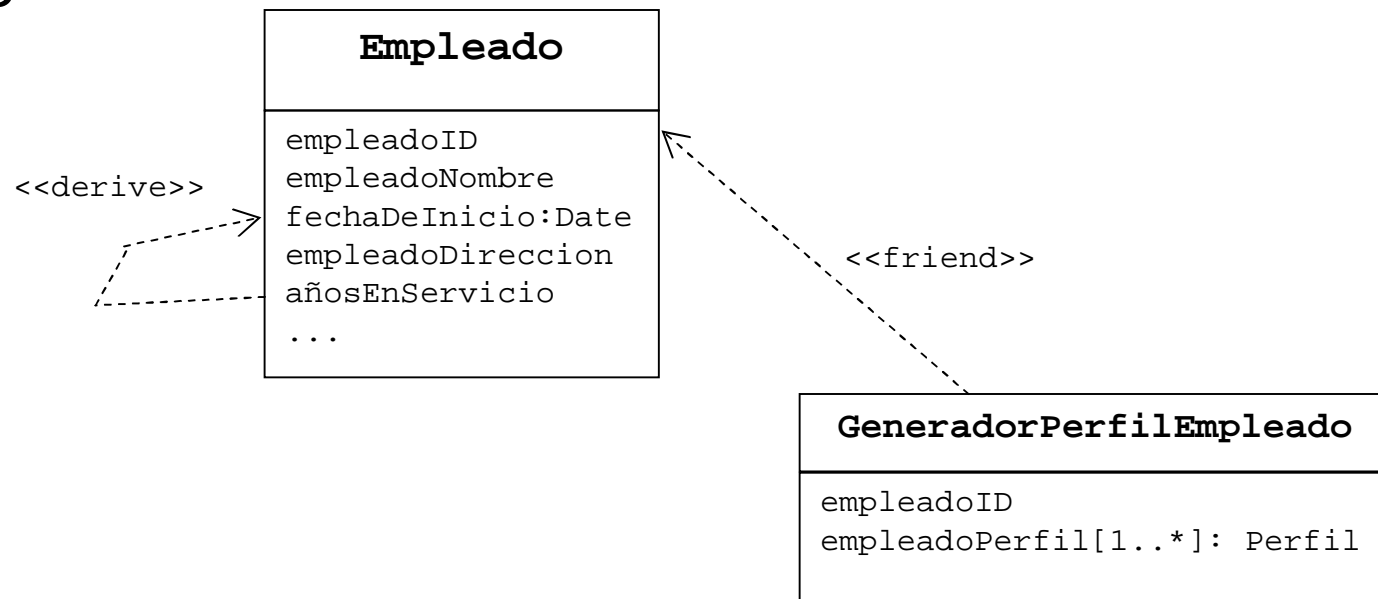 Empleado
empleadoID
empleadoNombre
<<derive>>
fechaDeInicio:Date
empleadoDireccion
<<friend>>
añosEnServicio
...
GeneradorPerfilEmpleado
empleadoID
empleadoPerfil[1..*]: Perfil